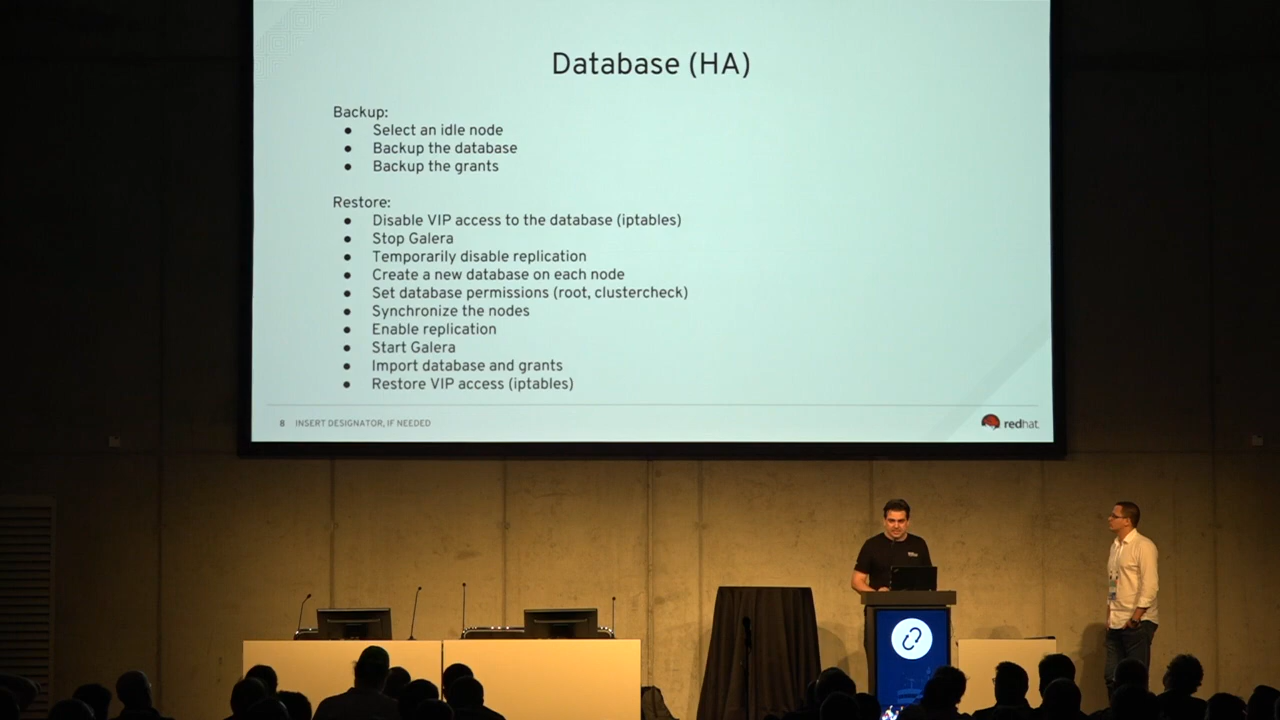 Database (HA)
Backup:
● Select an idle node
● Backup the database
● Backup the grants
Restore:
● Disable VIP access to the database (iptables)
● Stop Galera
● Temporarily disable replication
● Create a new database on each node
● Set database permissions (root, clustercheck)
● Synchronize the nodes
● Enable replication
● Start Galera
● Import database and grants
● Restore VIP access (iptables)
8 INSERT DESIGNATOR, IF NEEDED
redhat.